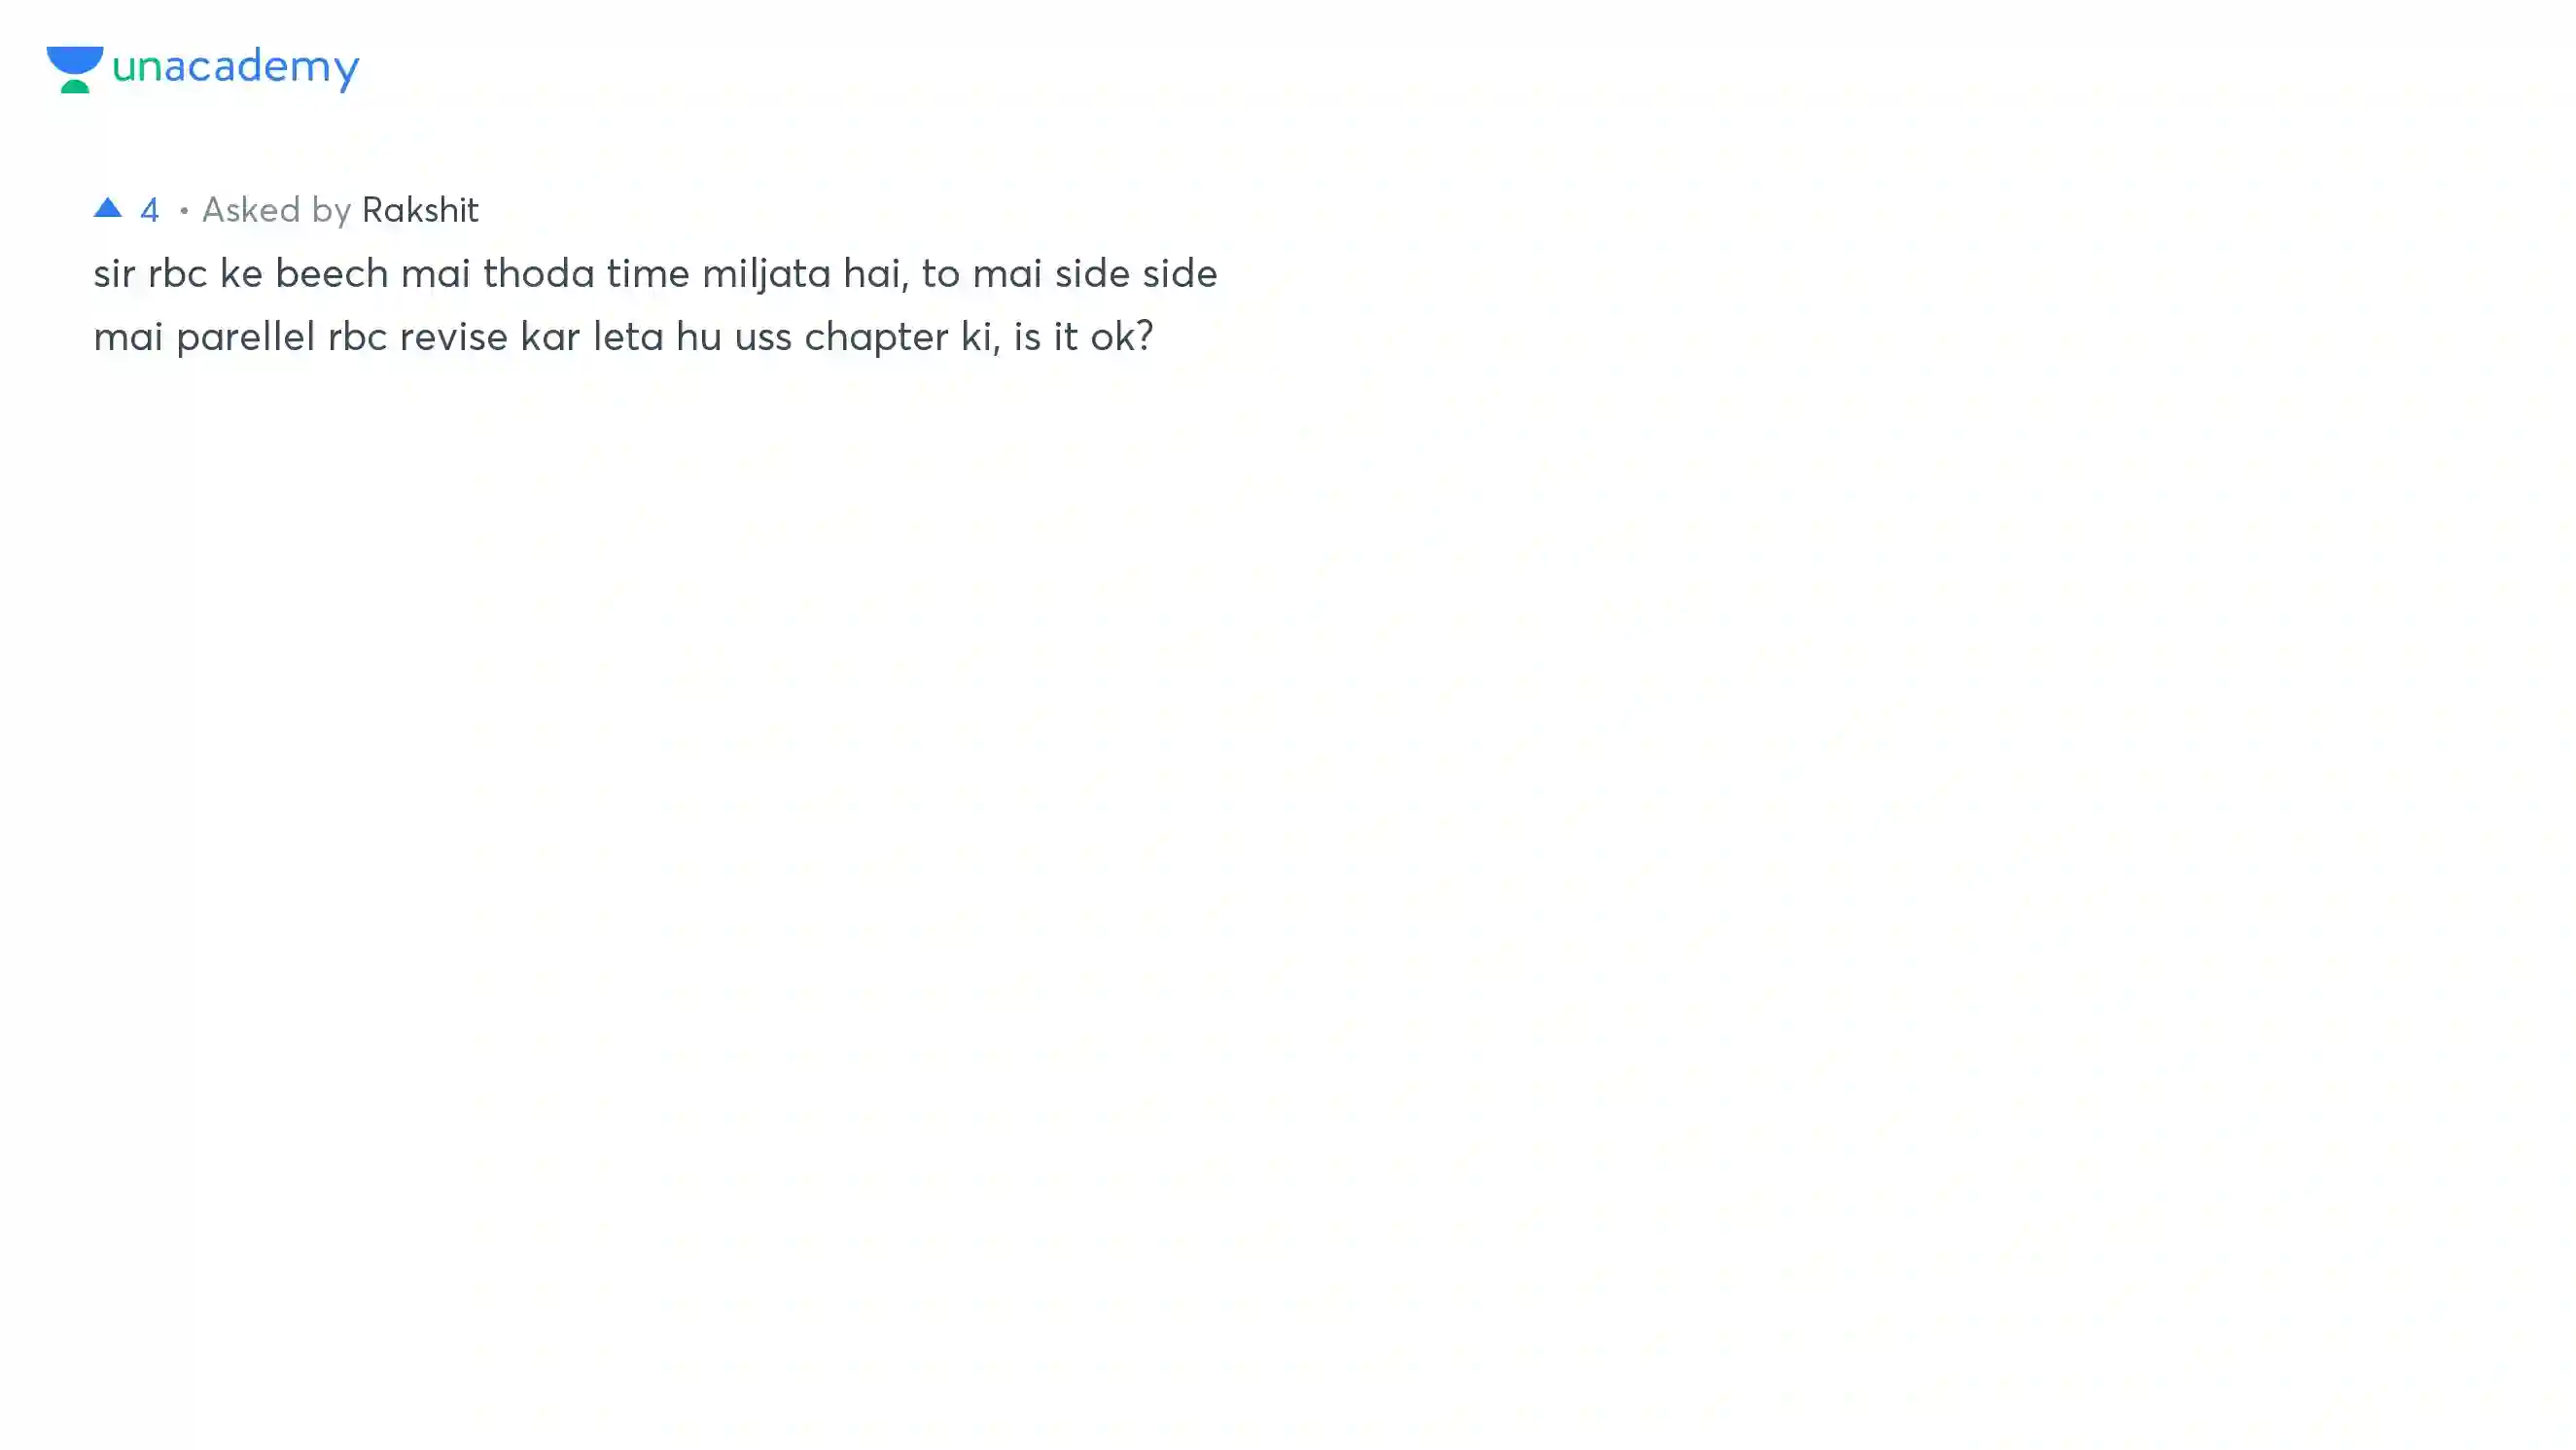 unacademy
▲ 4 • Asked by Rakshit
sir rbc ke beech mai thoda time miljata hai, to mai side side
mai parellel rbc revise kar leta hu uss chapter ki, is it ok?